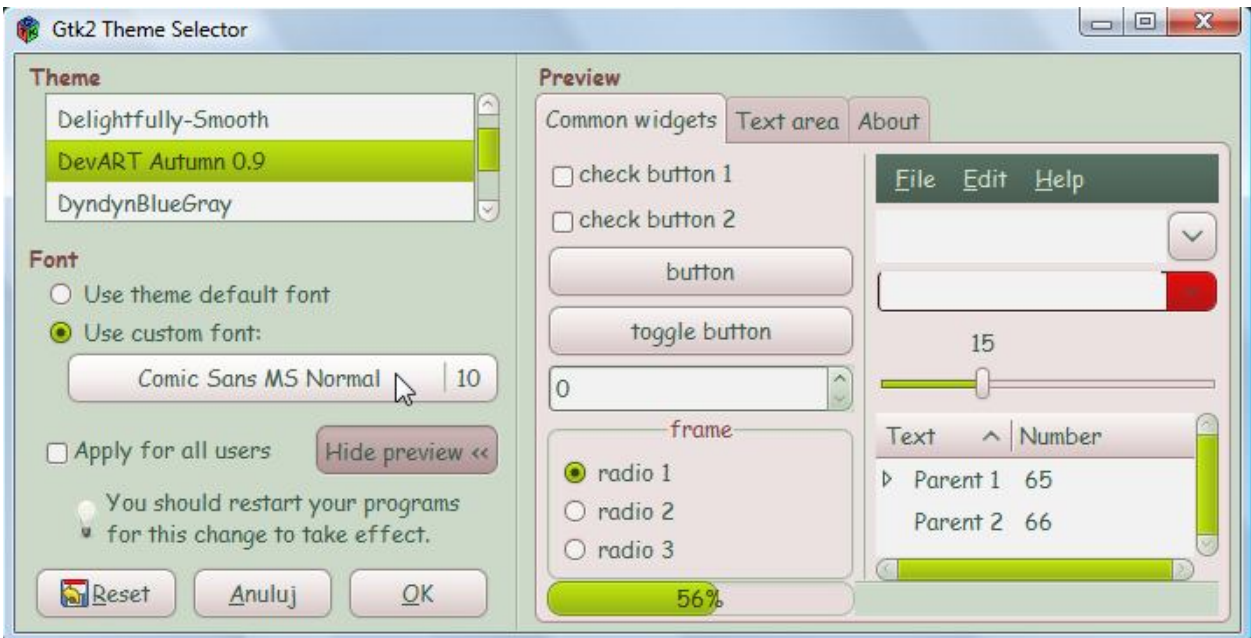 Gtk2 Theme Selector
Theme
Delightfully-Smooth
DevART Autumn 0.9
DyndynBlueGray
Font
Use theme default font
Use custom font:
Comic Sans MS Normal 10
Apply for all users
Hide preview <<
You should restart your programs
for this change to take effect.
Reset Anuluj OK
Preview
Common widgets Text area About
check button 1
check button 2
button
toggle button
0
frame
radio 1
radio 2
radio 3
56%
File Edit Help
15
Text Number
Parent 1 65
Parent 2 66